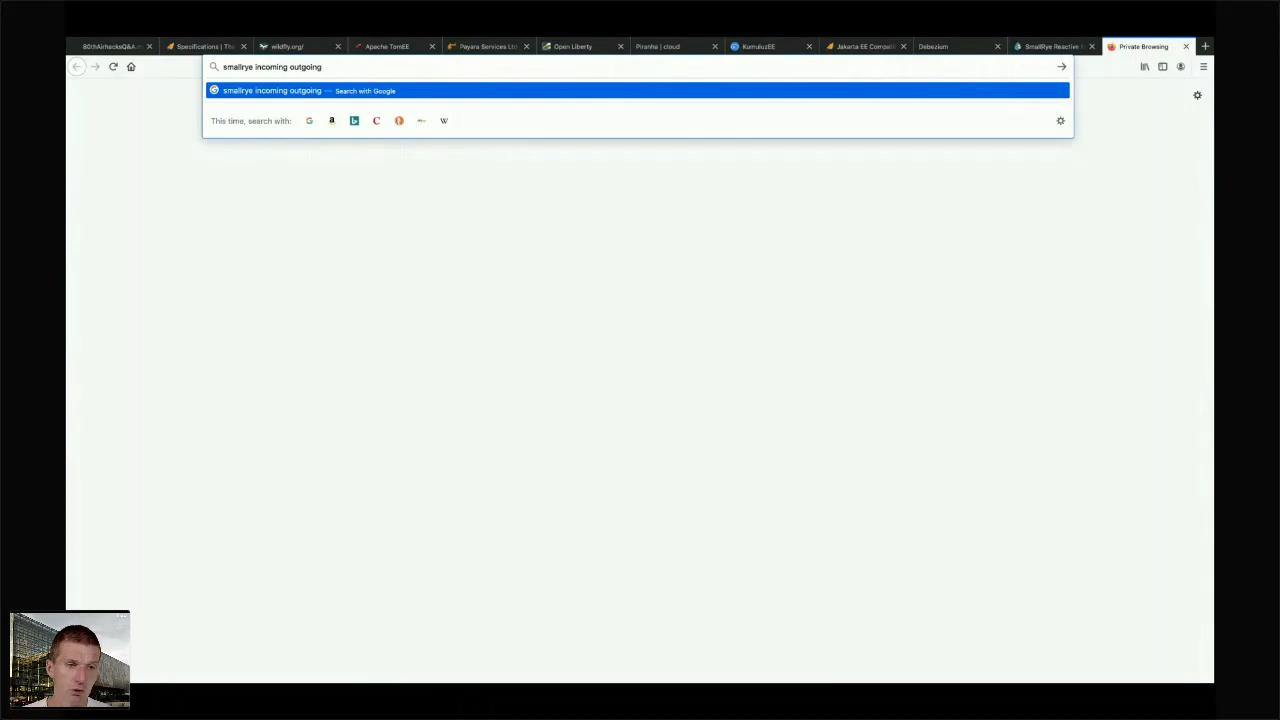 80thAirhacksQ&A.m
Specifications | The
wildfly.org/
Apache TomEE
Payara Services Ltd
Open Liberty
Piranha | cloud
KumuluzEE
Jakarta EE Compati
Debezium
SmallRye Reactive
Private Browsing
smallrye incoming outgoing
smallrye incoming outgoing — Search with Google
This time, search with: